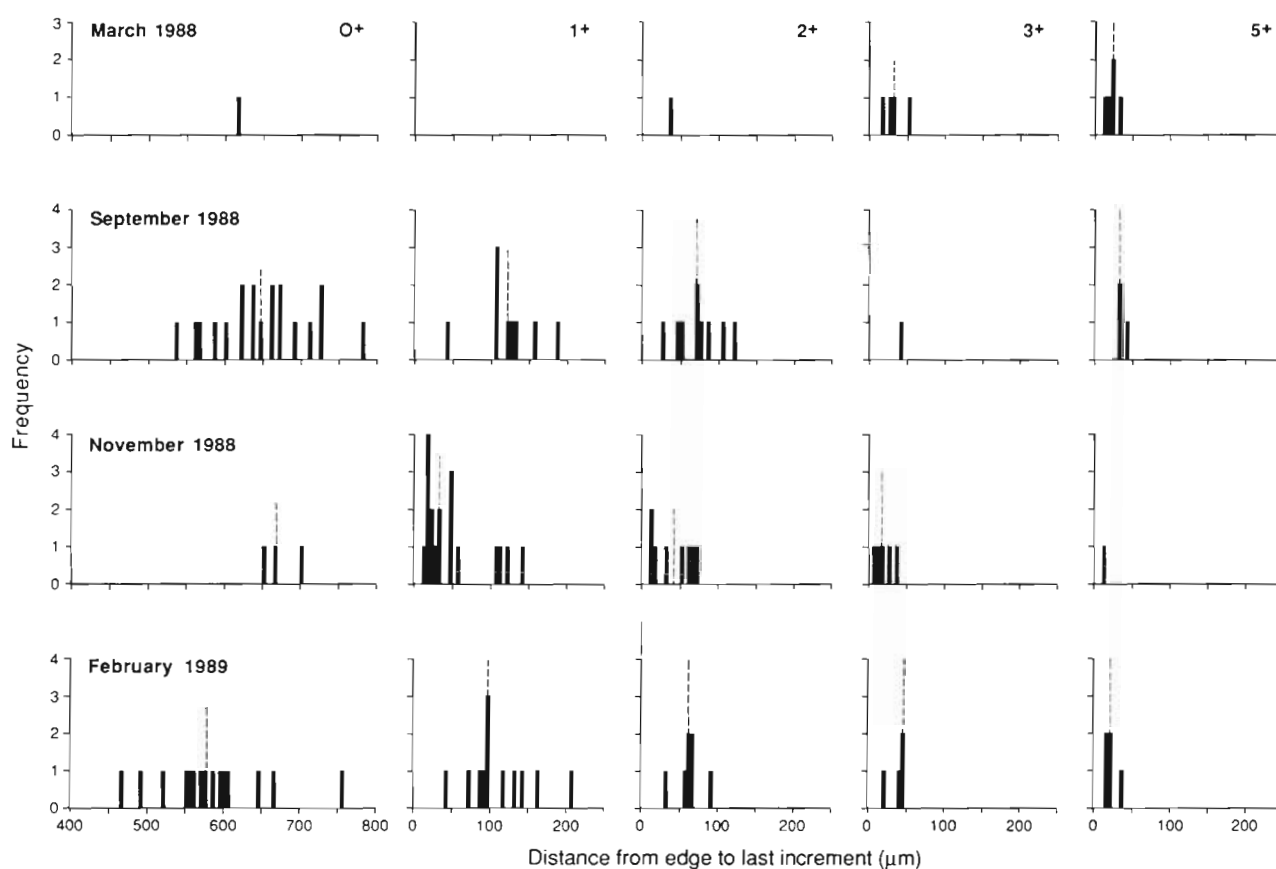 March 1988 O+ 1+ 2+ 3+ 5+
3
2
1
0
September 1988
4
3
2
1
0
Frequency
November 1988
4
3
2
1
0
February 1989
4
3
2
1
0
400 500 600 700 800 0 100 200 0 100 200 0 100 200 0 100 200
Distance from edge to last increment (μm)